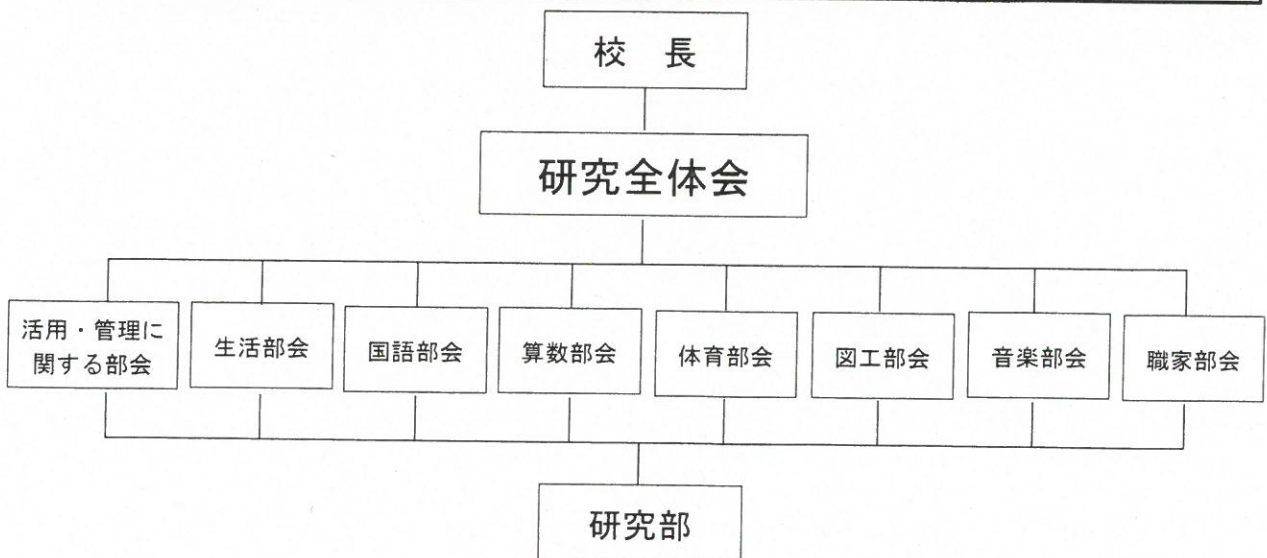 校 長
研究全体会
活用・管理に
関する部会
生活部会
国語部会
算数部会
体育部会
図工部会
音楽部会
職家部会
研究部